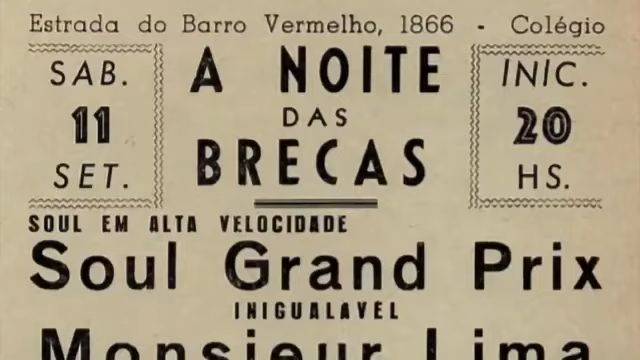 Estrada do Barro Vermelho, 1866 - Colégio
SAB.
11
SET.
A NOITE
DAS
BRECAS
INIC.
20
HS.
SOUL EM ALTA VELOCIDADE
Soul Grand Prix
INIGUALAVEL
Monsieur Lima